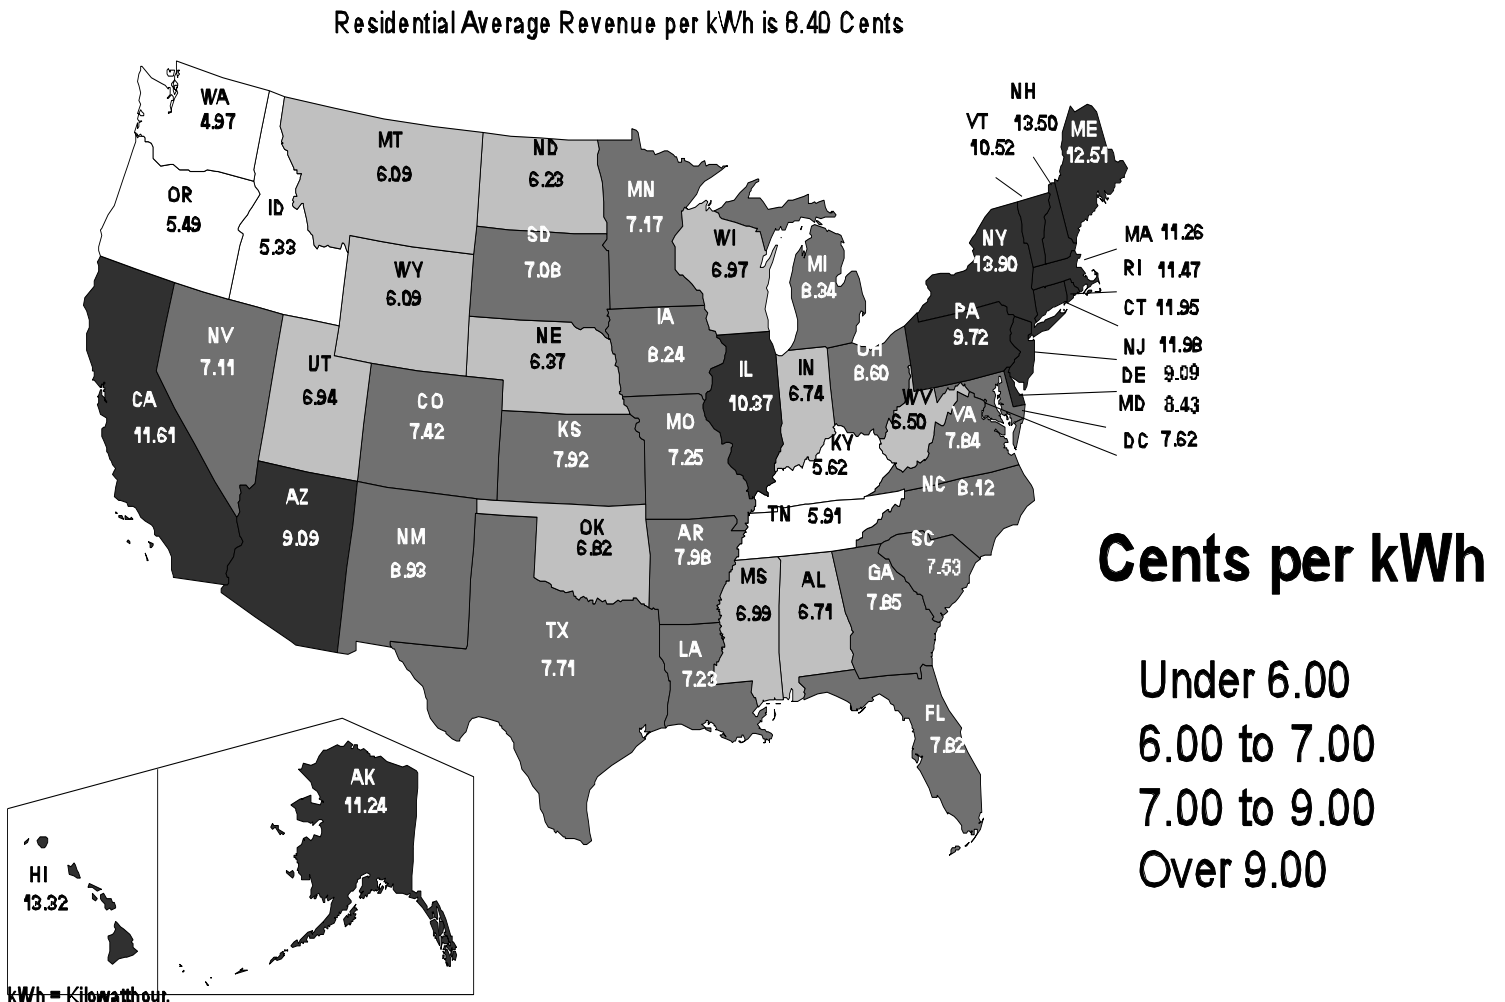 Residential Average Revenue per kWh is 8.40 Cents
WA
4.97
MT
6.09
ND
6.23
MN
7.17
OR
5.49
ID
5.33
SD
7.08
WI
6.97
MI
8.34
WY
6.09
NV
7.11
UT
6.94
NE
6.37
IA
8.24
CA
11.61
CO
7.42
KS
7.92
MO
7.25
IL
10.37
IN
6.74
OH
8.60
WV
6.50
VA
7.84
KY
5.62
TN 5.91
NC 8.12
SC
7.53
AZ
9.09
NM
8.93
OK
6.82
AR
7.98
MS
6.99
AL
6.71
GA
7.85
TX
7.71
LA
7.23
FL
7.82
NH
13.50
VT
10.52
ME
12.51
NY
13.90
PA
9.72
MA 11.26
RI 11.47
CT 11.95
NJ 11.98
DE 9.09
MD 8.43
DC 7.62
AK
11.24
HI
13.32
Cents per kWh
Under 6.00
6.00 to 7.00
7.00 to 9.00
Over 9.00
kWh = Kilowatthour.